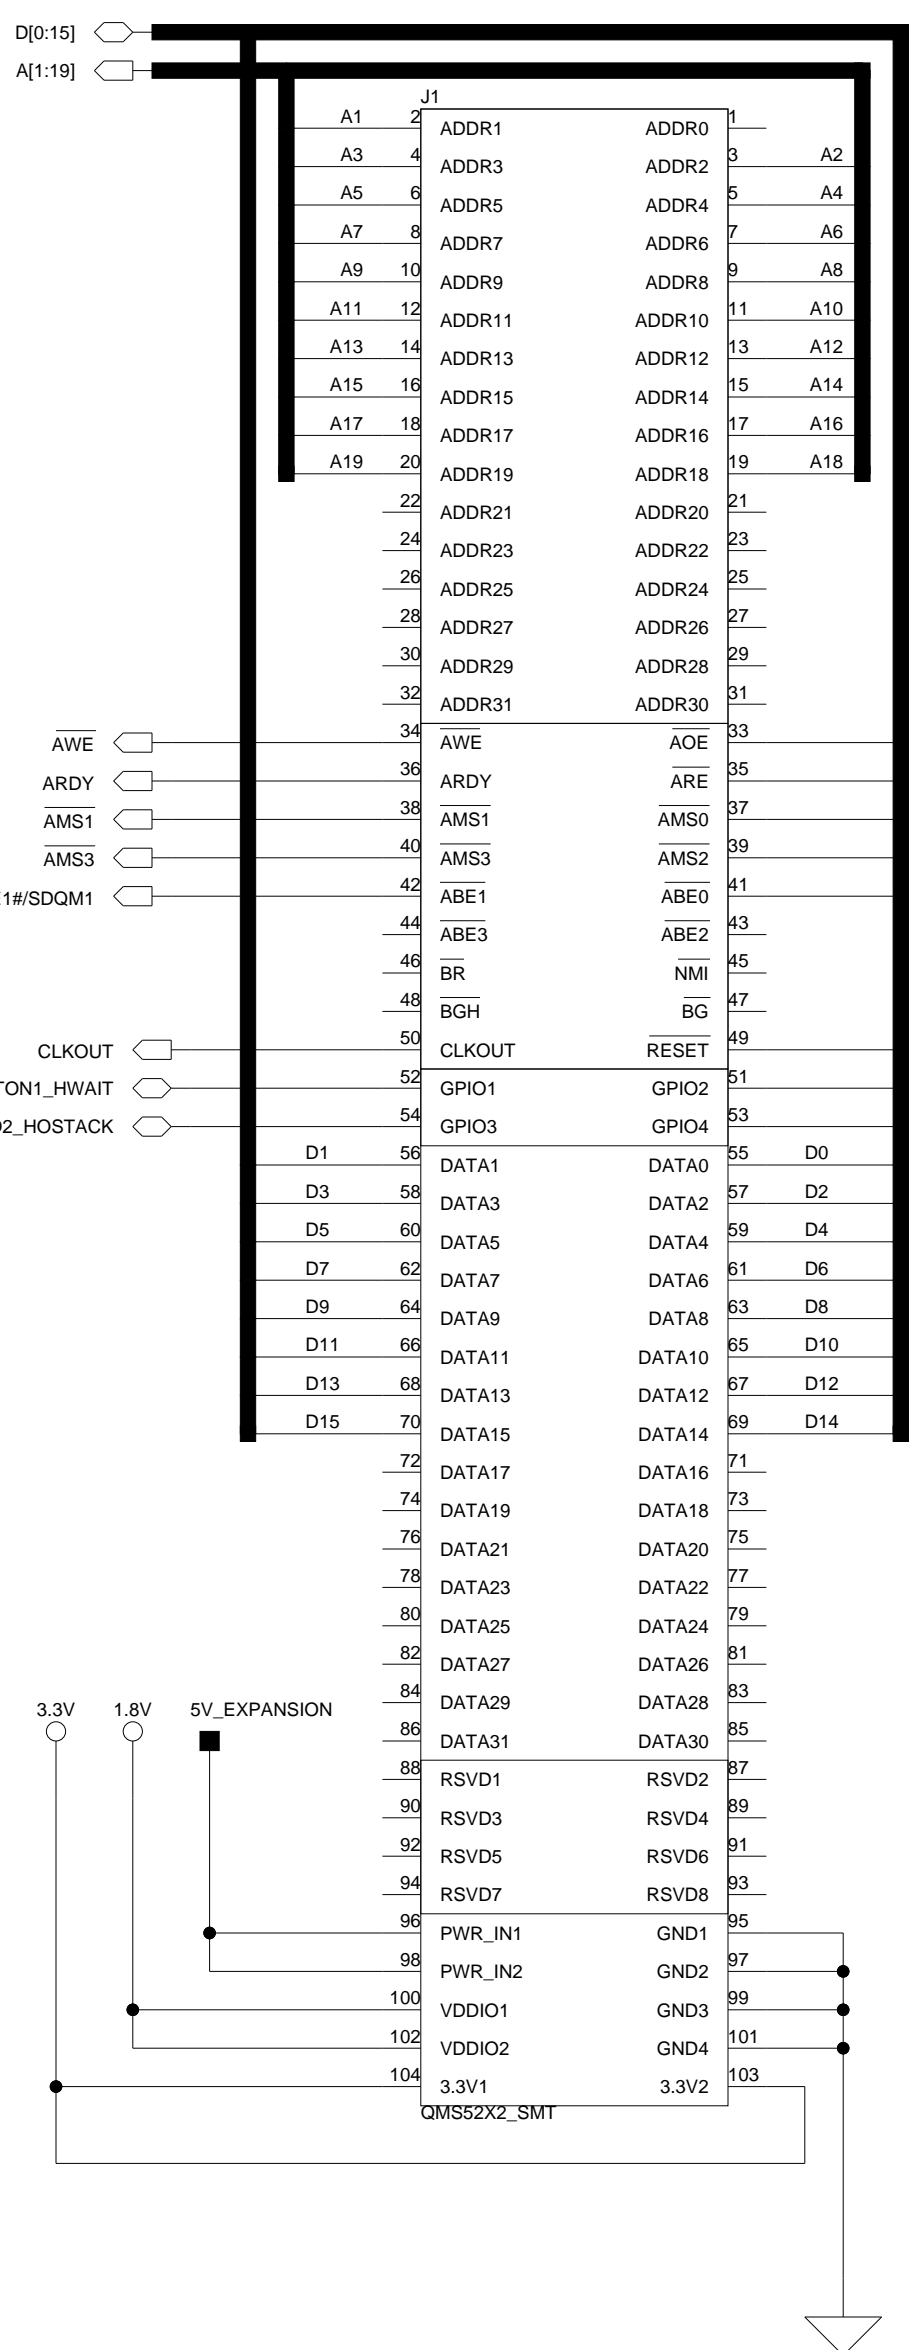 D[0:15]
A[1:19]
J1
A1 2 ADDR1 ADDR0 1
A3 4 ADDR3 ADDR2 3 A2
A5 6 ADDR5 ADDR4 5 A4
A7 8 ADDR7 ADDR6 7 A6
A9 10 ADDR9 ADDR8 9 A8
A11 12 ADDR11 ADDR10 11 A10
A13 14 ADDR13 ADDR12 13 A12
A15 16 ADDR15 ADDR14 15 A14
A17 18 ADDR17 ADDR16 17 A16
A19 20 ADDR19 ADDR18 19 A18
22 ADDR21 ADDR20 21
24 ADDR23 ADDR22 23
26 ADDR25 ADDR24 25
28 ADDR27 ADDR26 27
30 ADDR29 ADDR28 29
32 ADDR31 ADDR30 31
AWE 34 AWE AOE 33
ARDY 36 ARDY ARE 35
AMS1 38 AMS1 AMS0 37
AMS3 40 AMS3 AMS2 39
1#/SDQM1 42 ABE1 ABE0 41
44 ABE3 ABE2 43
46 BR NMI 45
48 BGH BG 47
CLKOUT 50 CLKOUT RESET 49
TON1_HWAIT 52 GPIO1 GPIO2 51
2_HOSTACK 54 GPIO3 GPIO4 53
D1 56 DATA1 DATA0 55 D0
D3 58 DATA3 DATA2 57 D2
D5 60 DATA5 DATA4 59 D4
D7 62 DATA7 DATA6 61 D6
D9 64 DATA9 DATA8 63 D8
D11 66 DATA11 DATA10 65 D10
D13 68 DATA13 DATA12 67 D12
D15 70 DATA15 DATA14 69 D14
72 DATA17 DATA16 71
74 DATA19 DATA18 73
76 DATA21 DATA20 75
78 DATA23 DATA22 77
80 DATA25 DATA24 79
82 DATA27 DATA26 81
3.3V 1.8V 5V_EXPANSION 84 DATA29 DATA28 83
86 DATA31 DATA30 85
88 RSVD1 RSVD2 87
90 RSVD3 RSVD4 89
92 RSVD5 RSVD6 91
94 RSVD7 RSVD8 93
96 PWR_IN1 GND1 95
98 PWR_IN2 GND2 97
100 VDDIO1 GND3 99
102 VDDIO2 GND4 101
104 3.3V1 3.3V2 103
QMS52X2_SMT